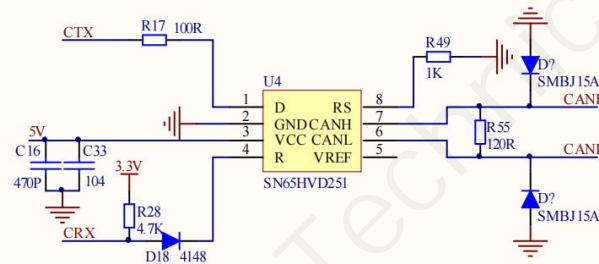 CTX
R17
100R
R49
1K
D?
SMBJ15A
U4
1
D
RS
8
2
GND
CANH
7
3
VCC
CANL
6
4
R
VREF
5
SN65HVD251
5V
C16
C33
470P
104
3.3V
R28
4.7K
CRX
D18
4148
R55
120R
D?
SMBJ15A
Technic